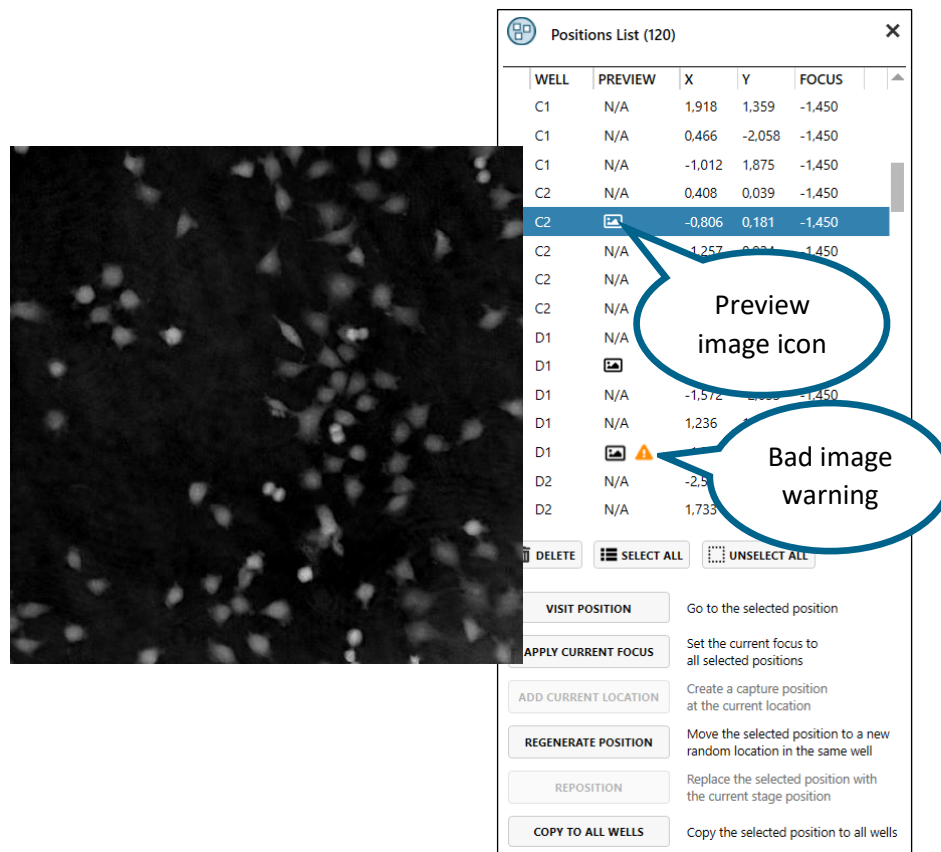 Positions List (120)
WELL PREVIEW X Y FOCUS
C1 N/A 1,918 1,359 -1,450
C1 N/A 0,466 -2,058 -1,450
C1 N/A -1,012 1,875 -1,450
C2 N/A 0,408 0,039 -1,450
C2 -0,806 0,181 -1,450
C2 N/A -1,257 -1,450
C2 N/A
C2 N/A
Preview
image icon
D1 N/A
D1
D1 N/A -1,572 -1,450
D1 N/A 1,236
D1
Bad image
warning
D2 N/A
D2 N/A 1,733
DELETE SELECT ALL UNSELECT ALL
VISIT POSITION Go to the selected position
APPLY CURRENT FOCUS Set the current focus to
all selected positions
ADD CURRENT LOCATION Create a capture position
at the current location
REGENERATE POSITION Move the selected position to a new
random location in the same well
REPOSITION Replace the selected position with
the current stage position
COPY TO ALL WELLS Copy the selected position to all wells